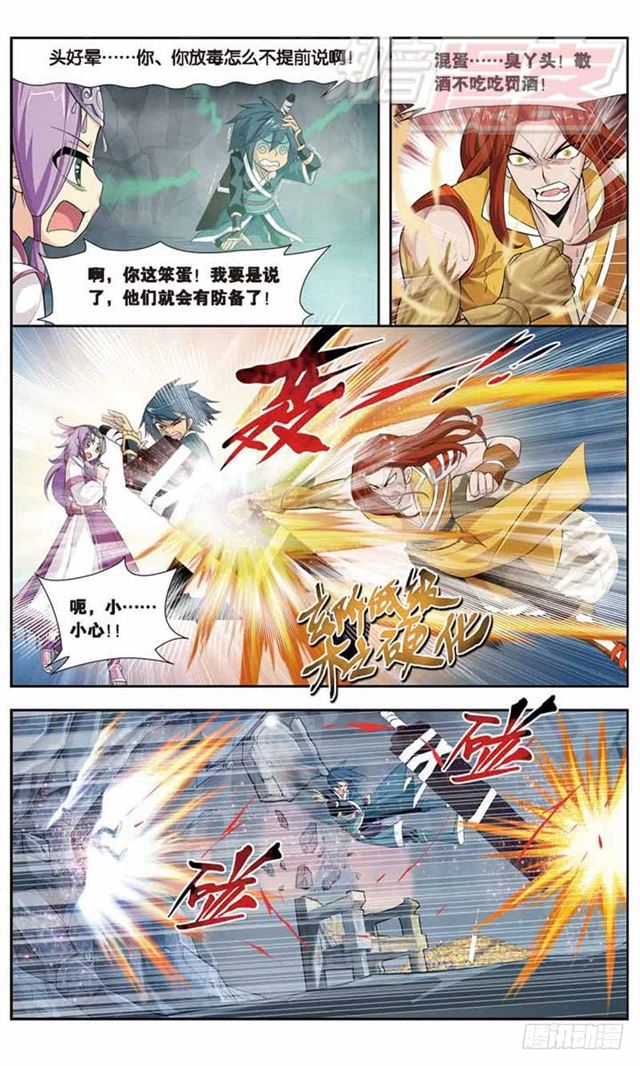 头好晕……你、你放毒怎么不提前说啊！
啊，你这笨蛋！我要是说
了，他们就会有防备了！
混蛋……臭丫头！敬
酒不吃吃罚酒！
轰
呃，小……
小心！！
玄阶低级
木之硬化
碰
碰
腾讯动漫